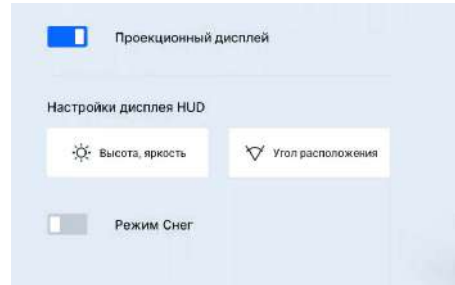 Проекционный дисплей
Настройки дисплея HUD
Высота, яркость
Угол расположения
Режим Снег